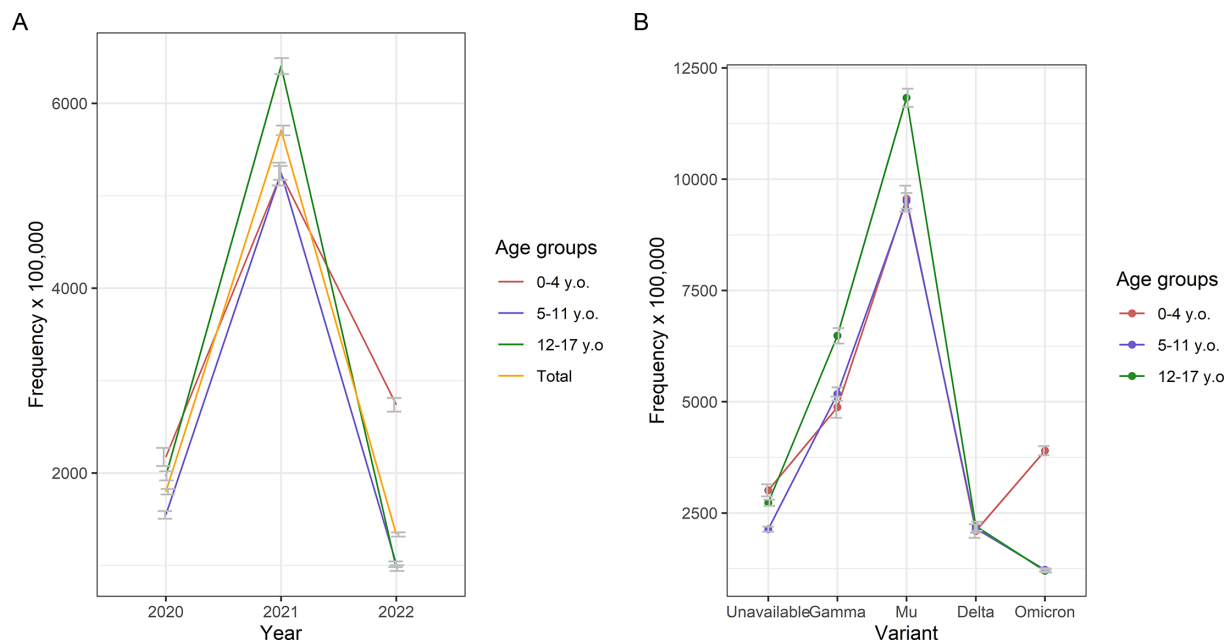 A
Frequency x 100,000
6000
4000
2000
2020 2021 2022
Year
Age groups
0-4 y.o.
5-11 y.o.
12-17 y.o
Total
B
Frequency x 100,000
12500
10000
7500
5000
2500
Unavailable Gamma Mu Delta Omicron
Variant
Age groups
0-4 y.o.
5-11 y.o.
12-17 y.o